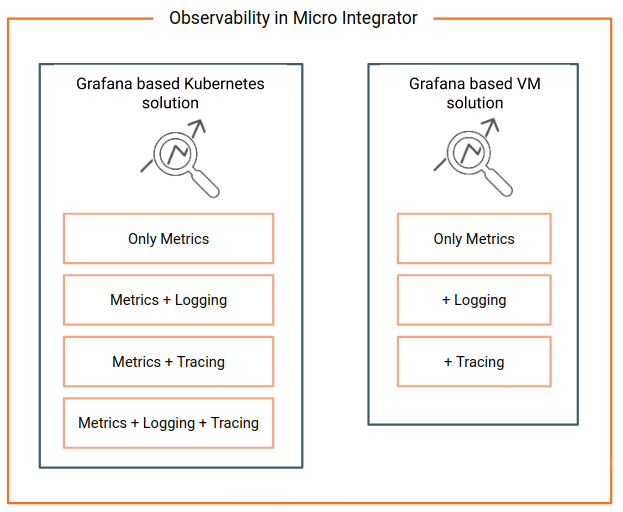 Observability in Micro Integrator
Grafana based Kubernetes
solution
Only Metrics
Metrics + Logging
Metrics + Tracing
Metrics + Logging + Tracing
Grafana based VM
solution
Only Metrics
+ Logging
+ Tracing